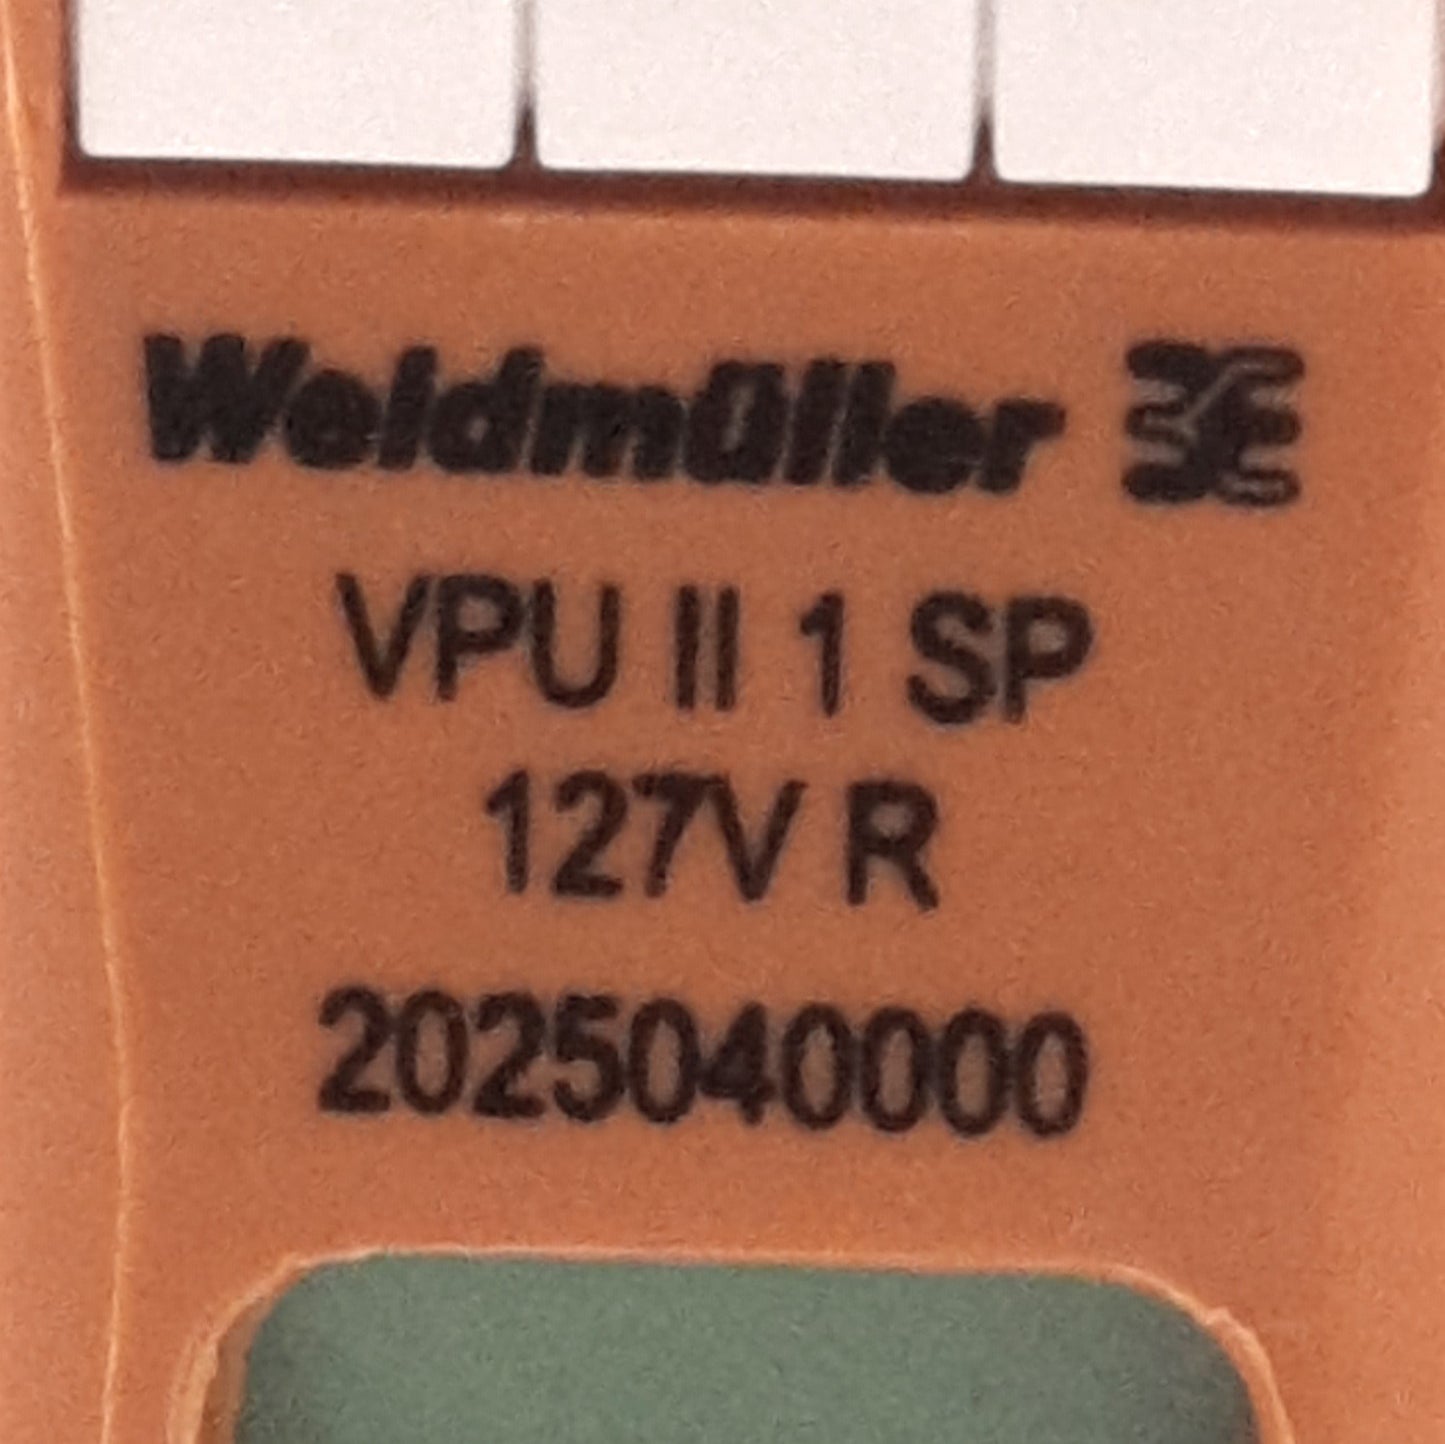 Weidmüller
VPU II 1 SP
127V R
2025040000